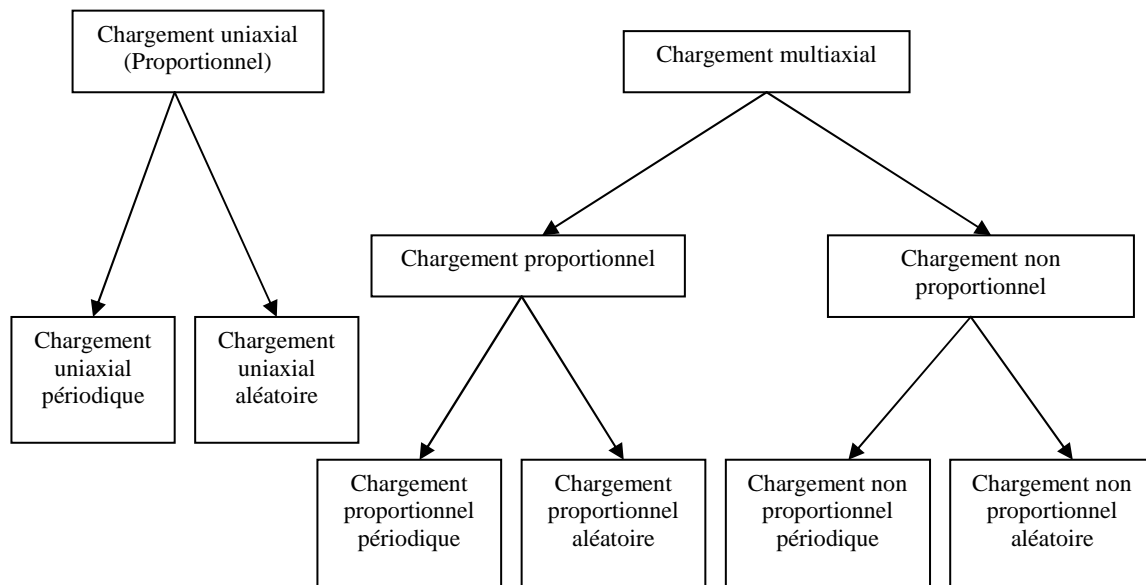 Chargement uniaxial
(Proportionnel)
Chargement multiaxial
Chargement proportionnel
Chargement non
proportionnel
Chargement
uniaxial
périodique
Chargement
uniaxial
aléatoire
Chargement
proportionnel
périodique
Chargement
proportionnel
aléatoire
Chargement non
proportionnel
périodique
Chargement non
proportionnel
aléatoire